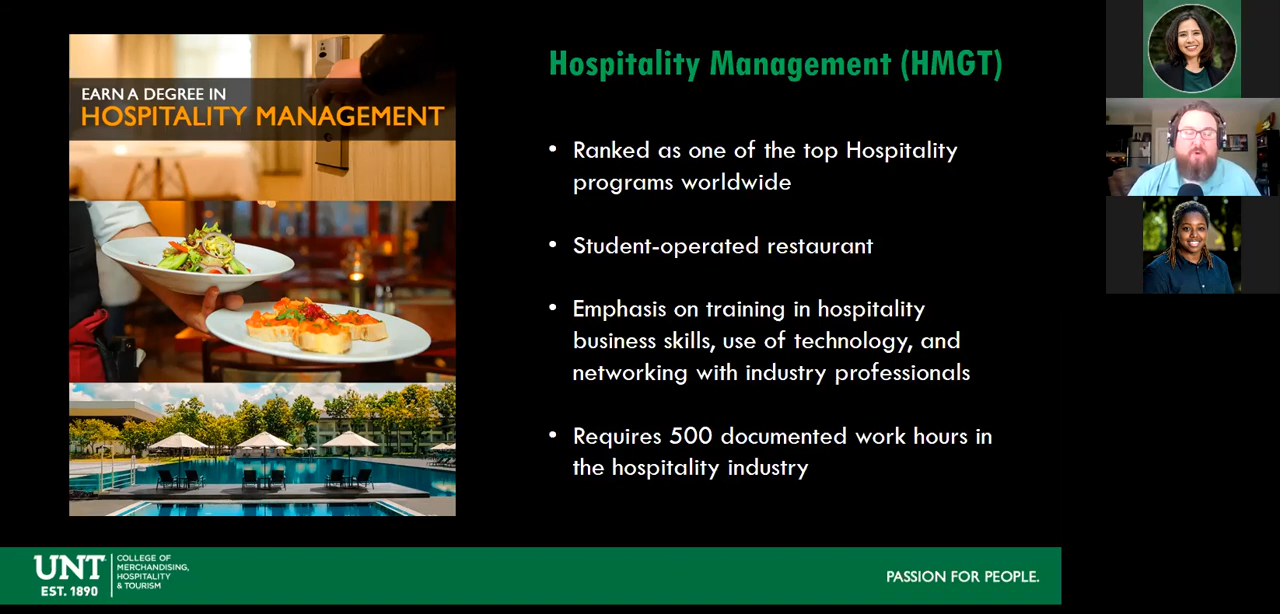 EARN A DEGREE IN
HOSPITALITY MANAGEMENT
Hospitality Management (HMGT)
• Ranked as one of the top Hospitality
programs worldwide
• Student-operated restaurant
• Emphasis on training in hospitality
business skills, use of technology, and
networking with industry professionals
• Requires 500 documented work hours in
the hospitality industry
UNT
EST. 1890
COLLEGE OF
MERCHANDISING,
HOSPITALITY
& TOURISM
PASSION FOR PEOPLE.